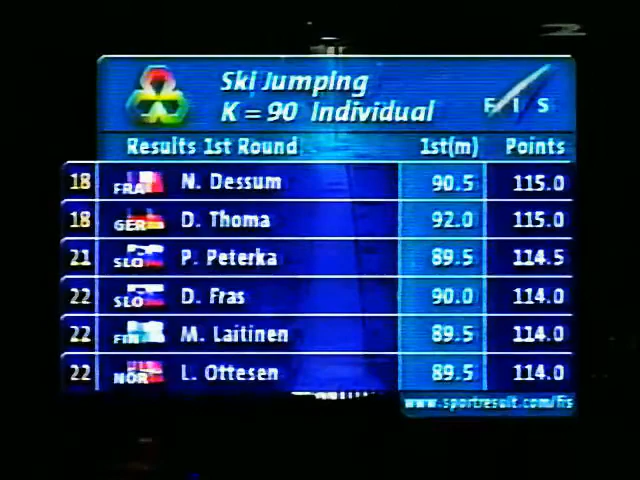 2
Ski Jumping
K = 90 Individual
F I S
Results 1st Round 1st(m) Points
18 FRA N. Dessum 90.5 115.0
18 GER D. Thoma 92.0 115.0
21 SLO P. Peterka 89.5 114.5
22 SLO D. Fras 90.0 114.0
22 FIN M. Laitinen 89.5 114.0
22 NOR L. Ottesen 89.5 114.0
www.sportresult.com/fis